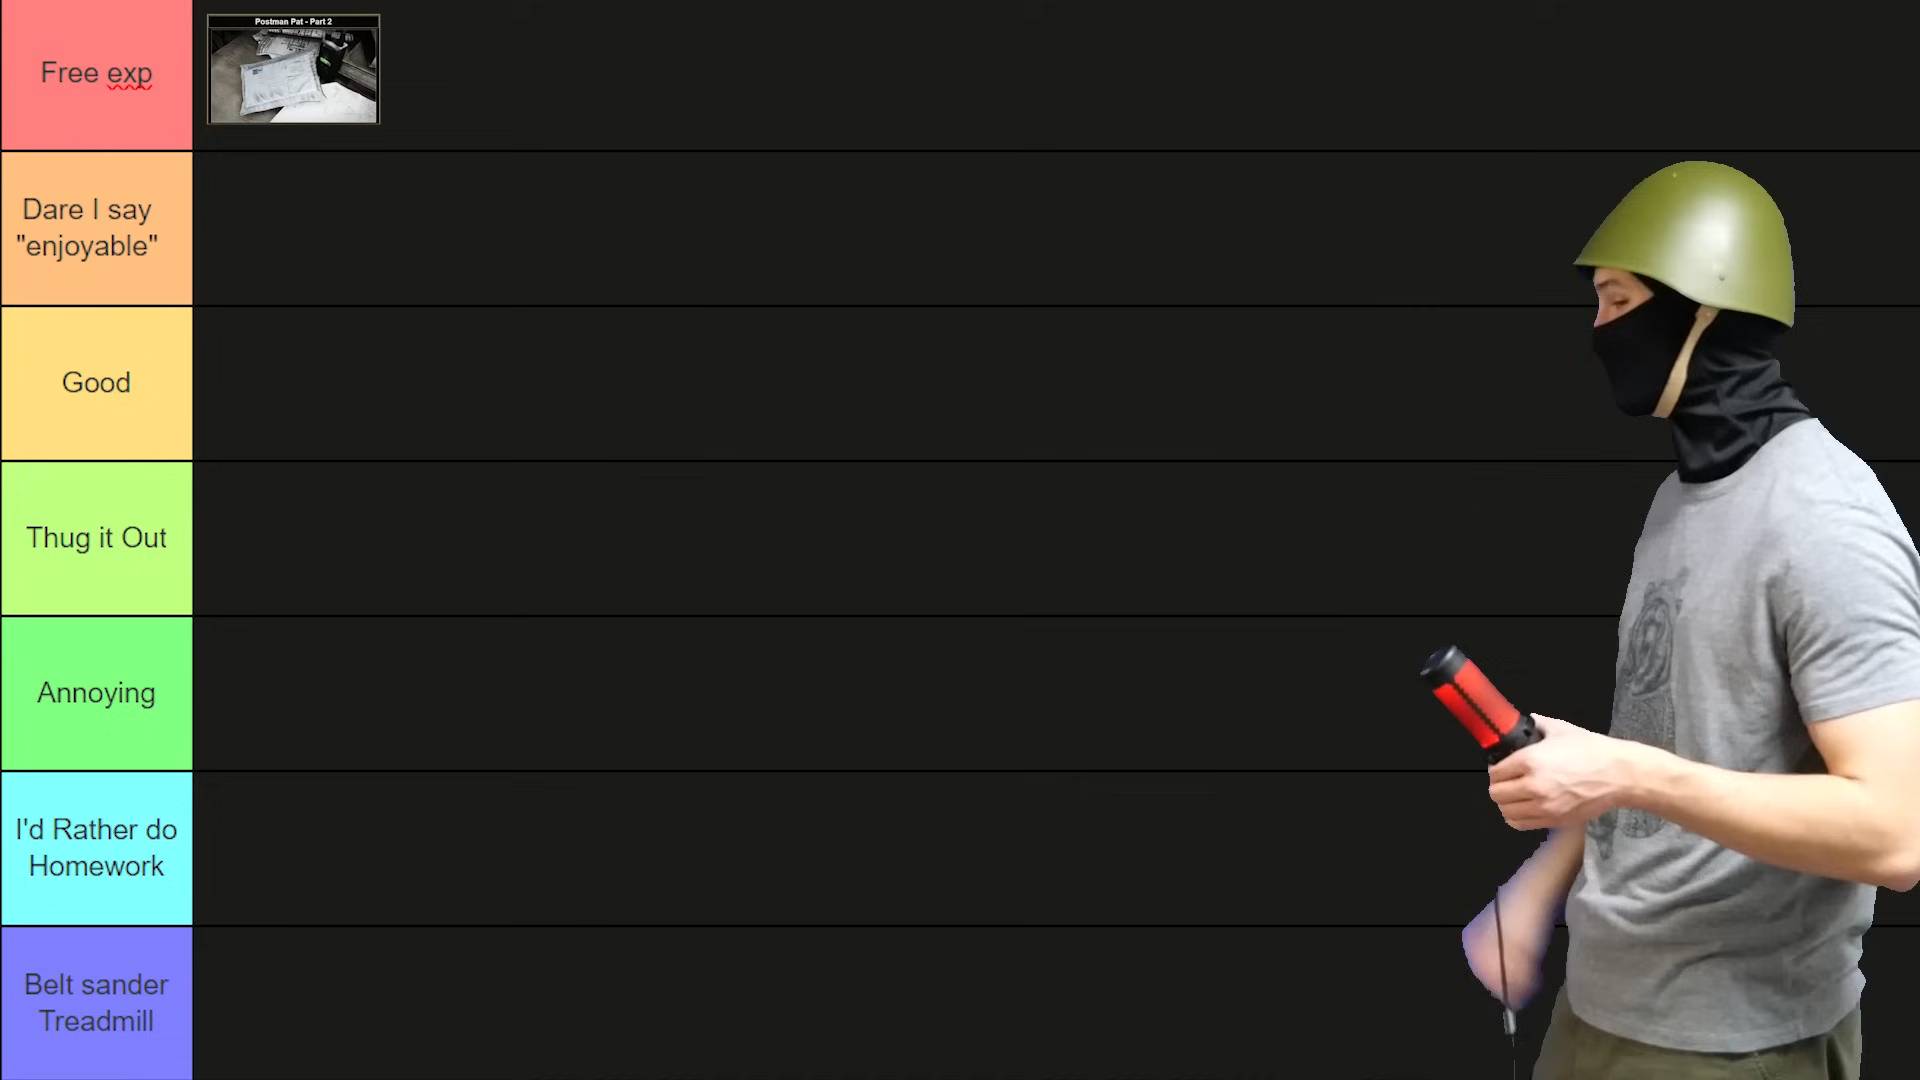 Postman Pat - Part 2
Free exp
Dare I say
"enjoyable"
Good
Thug it Out
Annoying
I'd Rather do
Homework
Belt sander
Treadmill